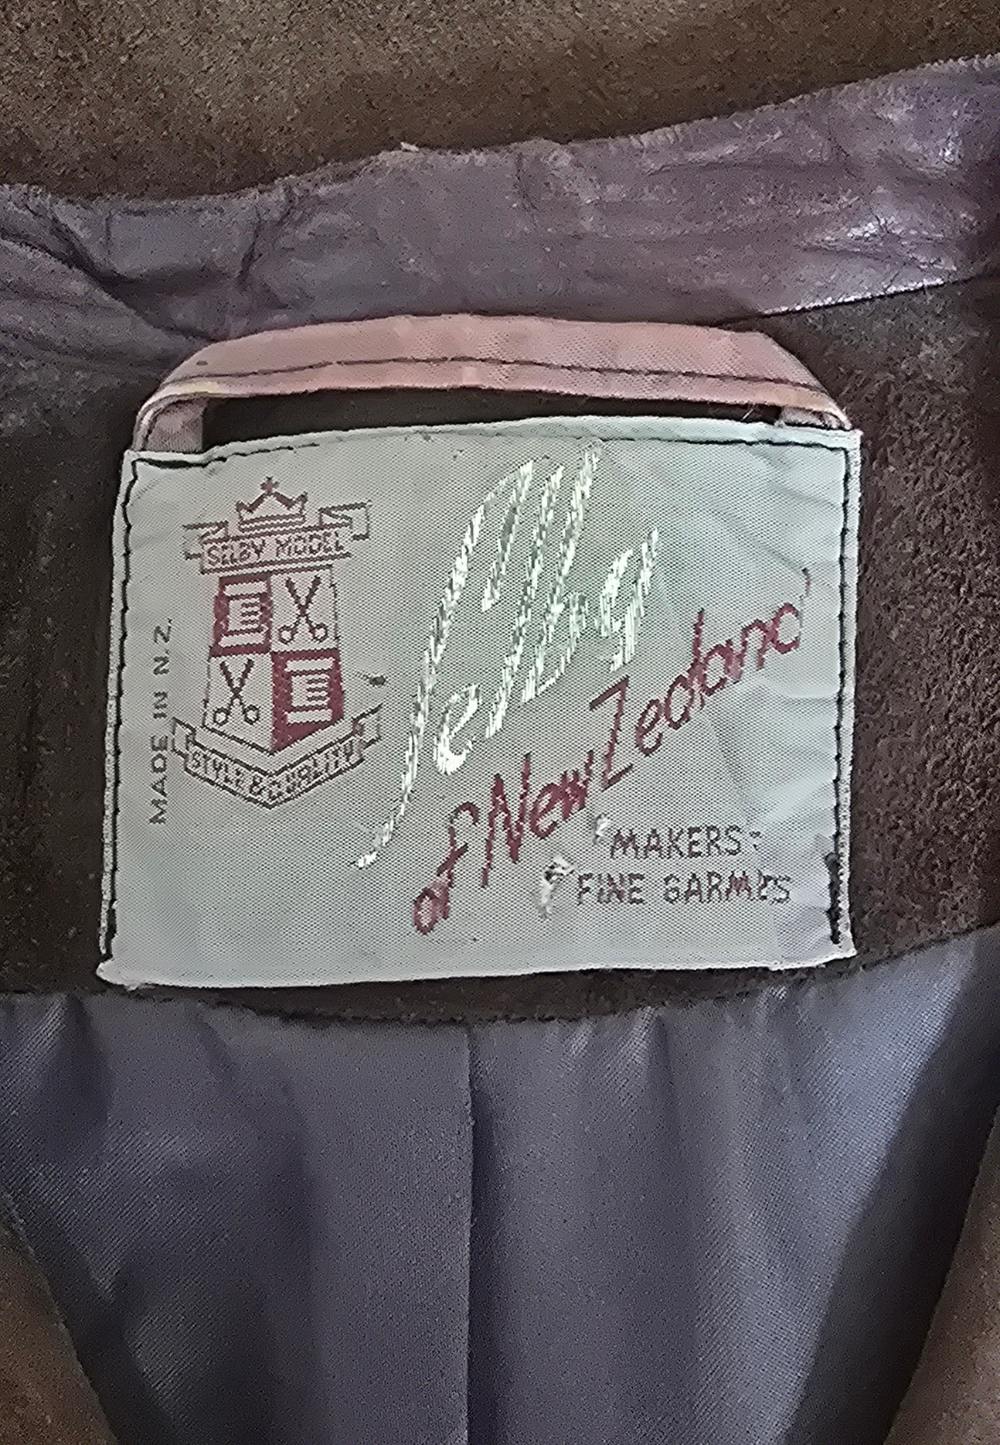 SELBY MODEL
STYLE & QUALITY
MADE IN N.Z.
Selby
of New Zealand
MAKERS
FINE GARMENTS